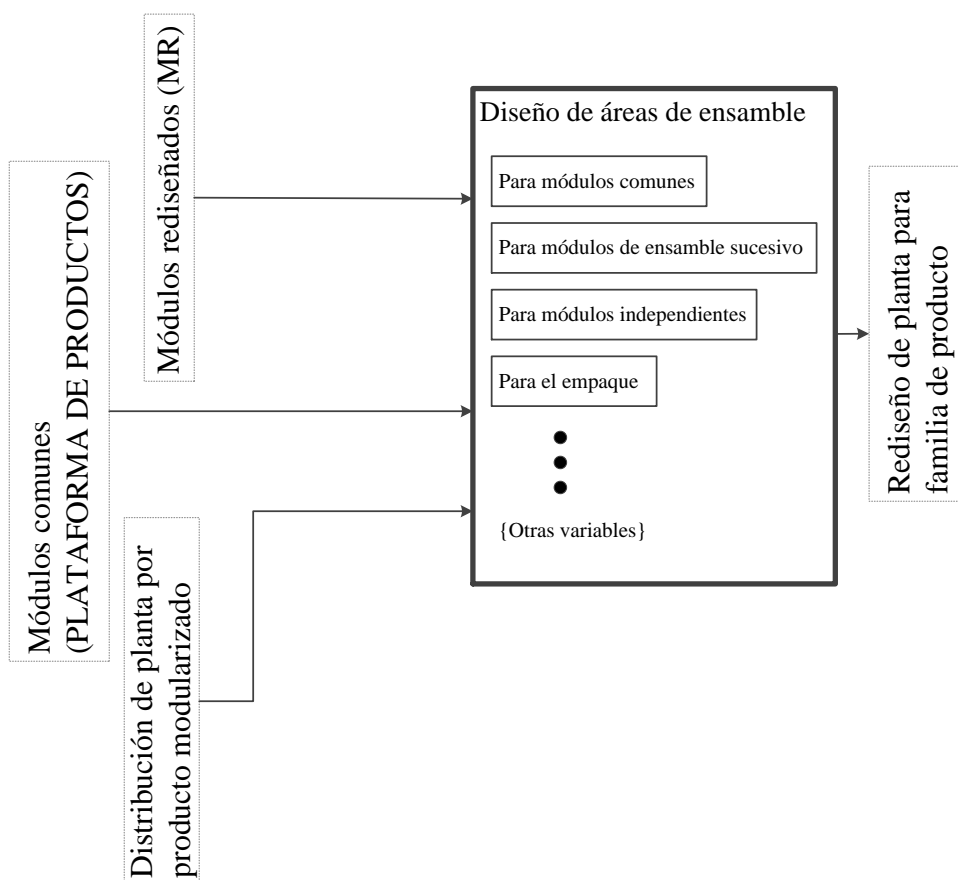 Módulos comunes
(PLATAFORMA DE PRODUCTOS)
Módulos rediseñados (MR)
Distribución de planta por
producto modularizado
Diseño de áreas de ensamble
Para módulos comunes
Para módulos de ensamble sucesivo
Para módulos independientes
Para el empaque
{Otras variables}
Rediseño de planta para
familia de producto